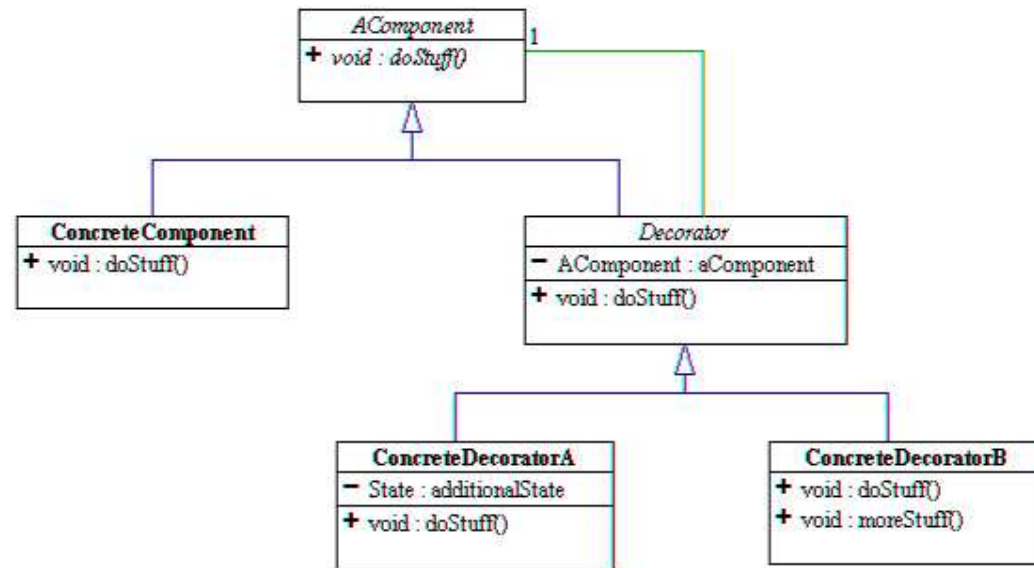 AComponent
+ void : doStuff()
1
ConcreteComponent
+ void : doStuff()
Decorator
− AComponent : aComponent
+ void : doStuff()
ConcreteDecoratorA
− State : additionalState
+ void : doStuff()
ConcreteDecoratorB
+ void : doStuff()
+ void : moreStuff()